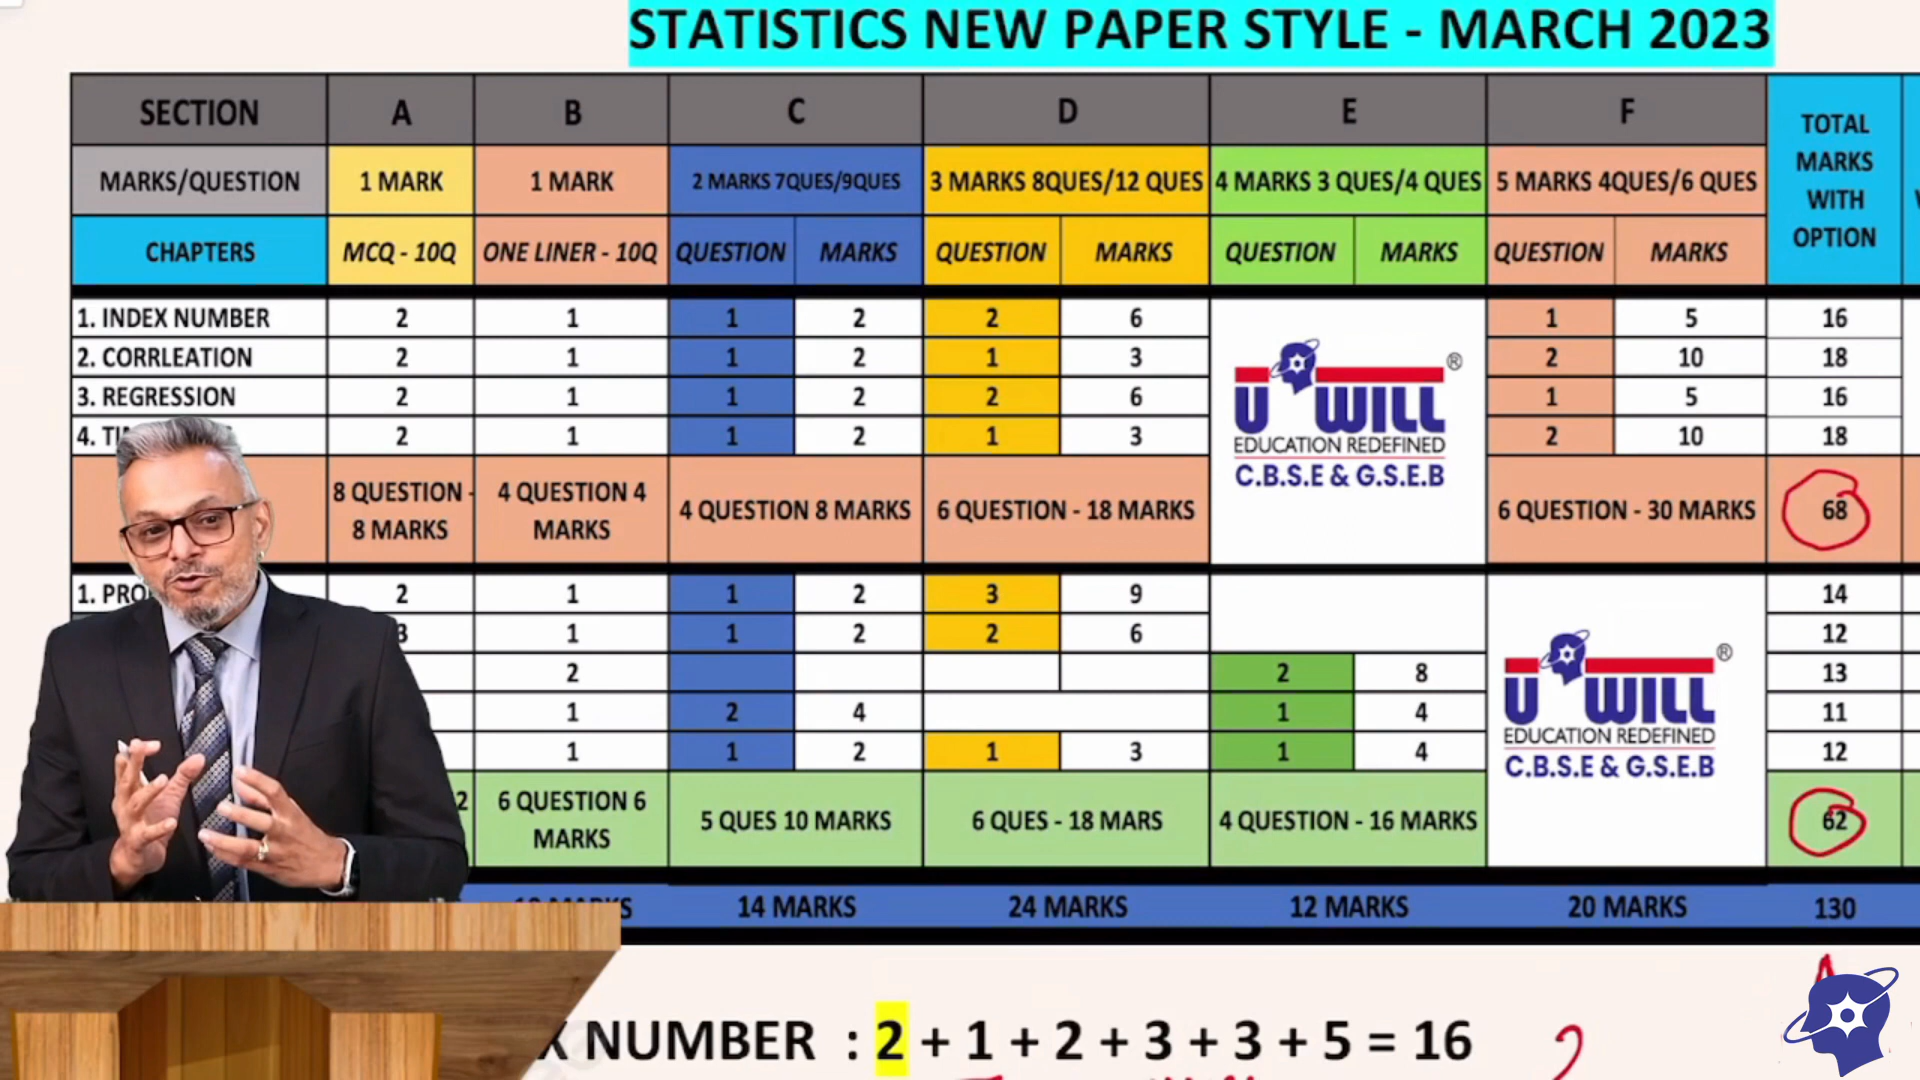 STATISTICS NEW PAPER STYLE - MARCH 2023
SECTION A B C D E F TOTAL MARKS WITH OPTION
MARKS/QUESTION 1 MARK 1 MARK 2 MARKS 7QUES/9QUES 3 MARKS 8QUES/12 QUES 4 MARKS 3 QUES/4 QUES 5 MARKS 4QUES/6 QUES
CHAPTERS MCQ - 10Q ONE LINER - 10Q QUESTION MARKS QUESTION MARKS QUESTION MARKS QUESTION MARKS
1. INDEX NUMBER 2 1 1 2 2 6 1 5 16
2. CORRLEATION 2 1 1 2 1 3 2 10 18
3. REGRESSION 2 1 1 2 2 6 1 5 16
4. 2 1 1 2 1 3 2 10 18
U WILL ®
EDUCATION REDEFINED
C.B.S.E & G.S.E.B
8 QUESTION - 8 MARKS 4 QUESTION 4 MARKS 4 QUESTION 8 MARKS 6 QUESTION - 18 MARKS 6 QUESTION - 30 MARKS 68
1. 2 1 1 2 3 9 14
3 1 1 2 2 6 12
2 2 8 13
1 2 4 1 4 11
1 1 2 1 3 1 4 12
U WILL ®
EDUCATION REDEFINED
C.B.S.E & G.S.E.B
2 6 QUESTION 6 MARKS 5 QUES 10 MARKS 6 QUES - 18 MARS 4 QUESTION - 16 MARKS 62
14 MARKS 24 MARKS 12 MARKS 20 MARKS 130
X NUMBER : 2 + 1 + 2 + 3 + 3 + 5 = 16